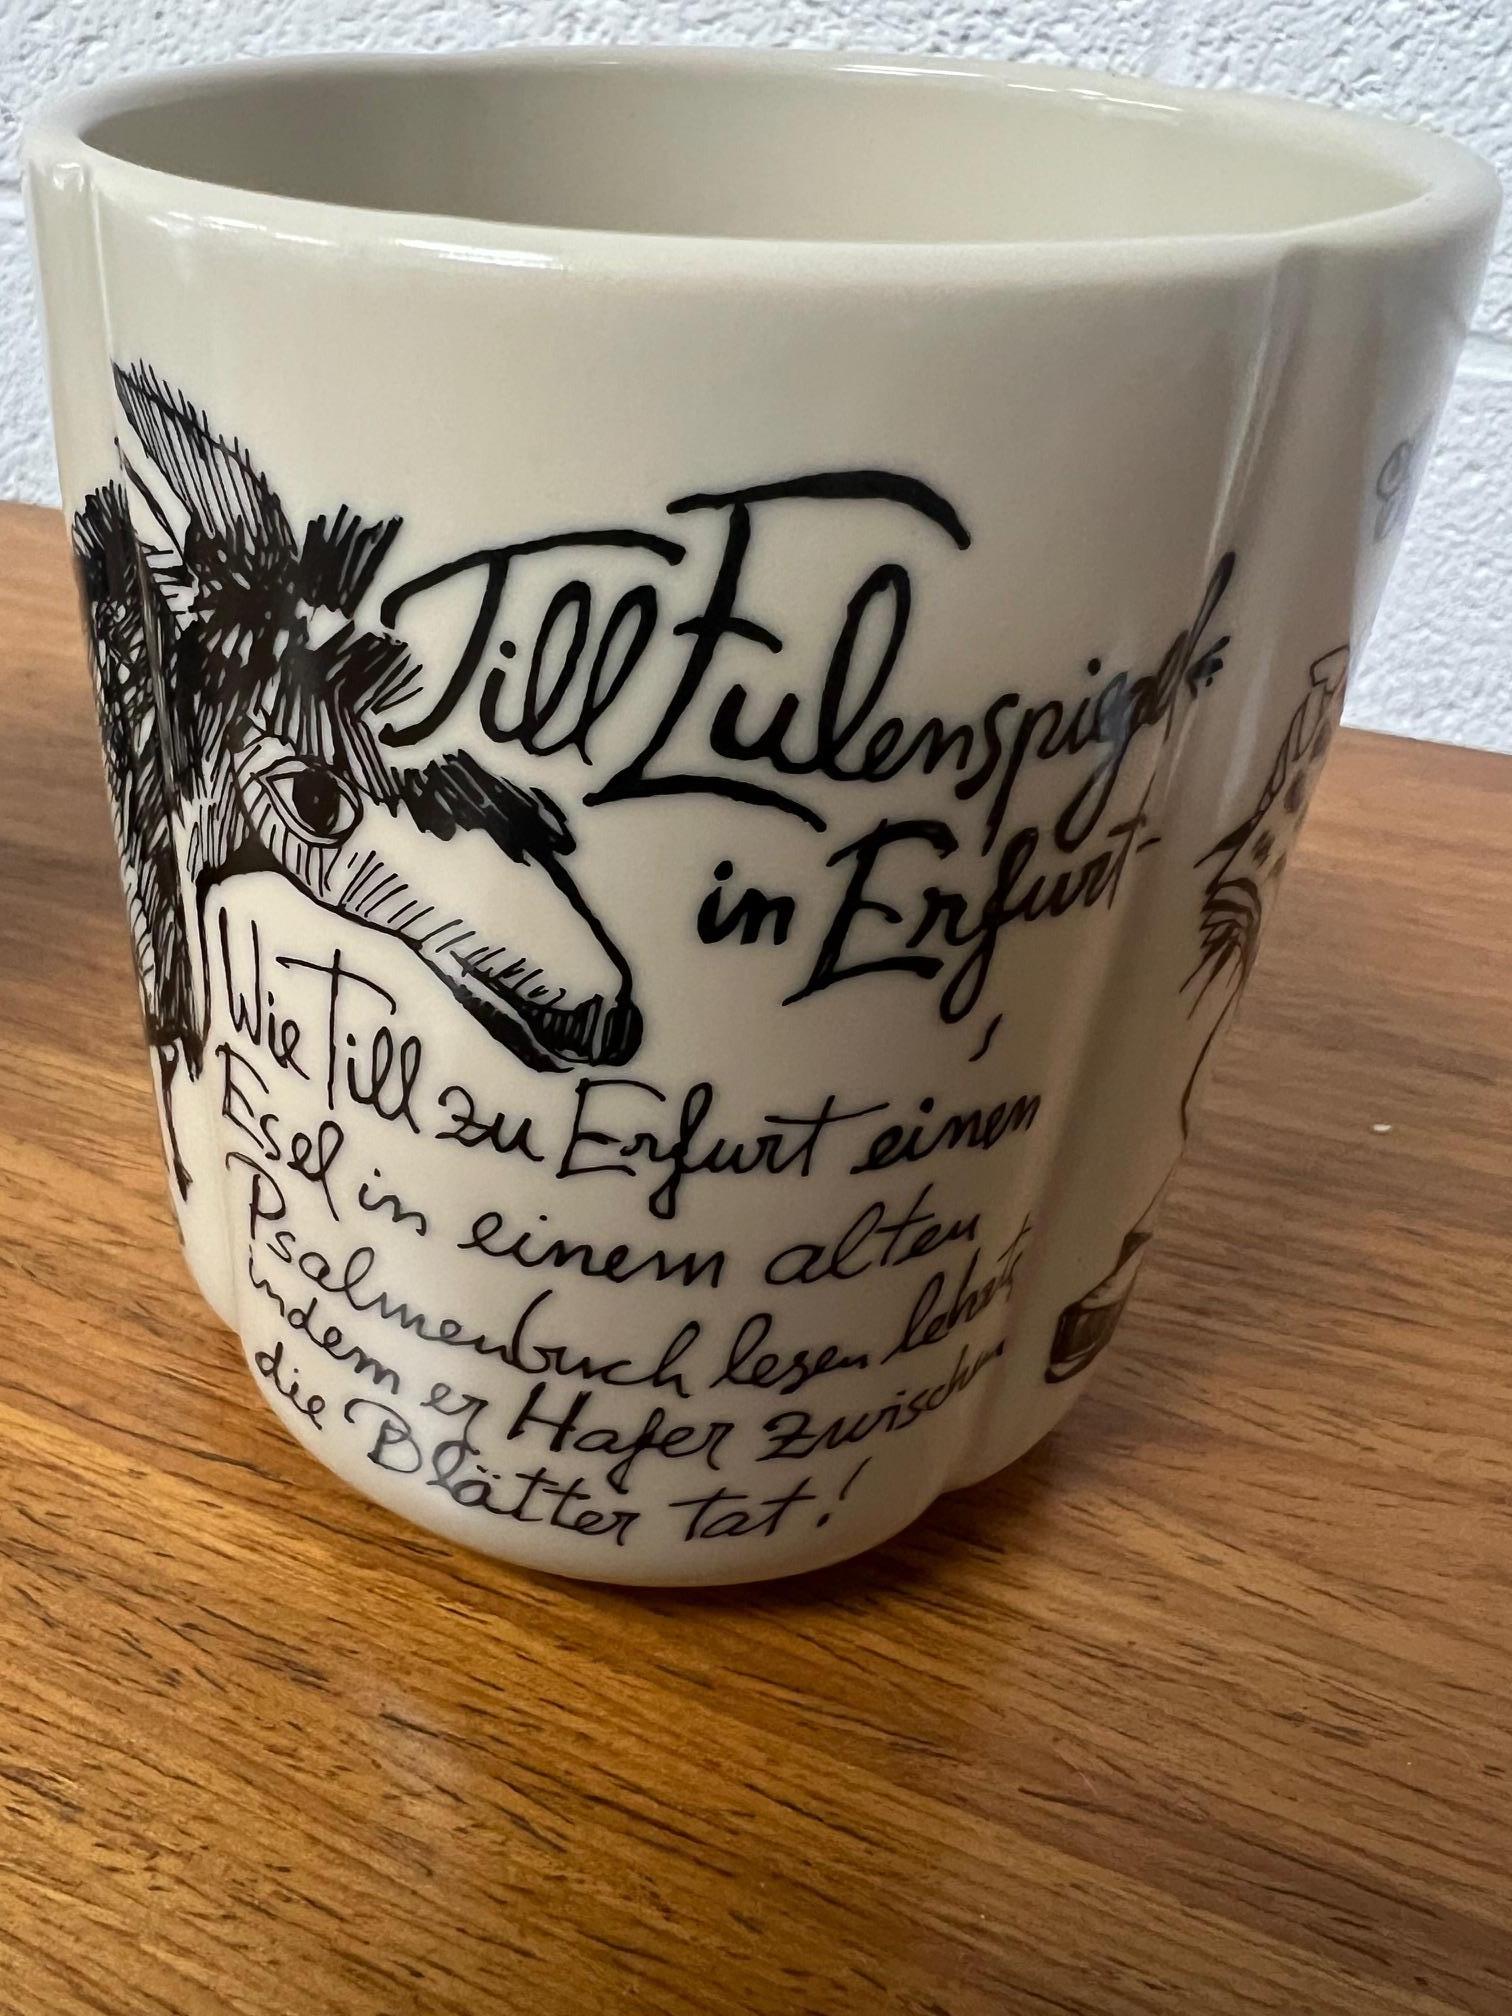 Till Eulenspiegel
in Erfurt
Wie Till zu Erfurt einen
Esel in einem alten
Psalmenbuch lesen lehrt,
indem er Hafer zwischen
die Blätter tat!